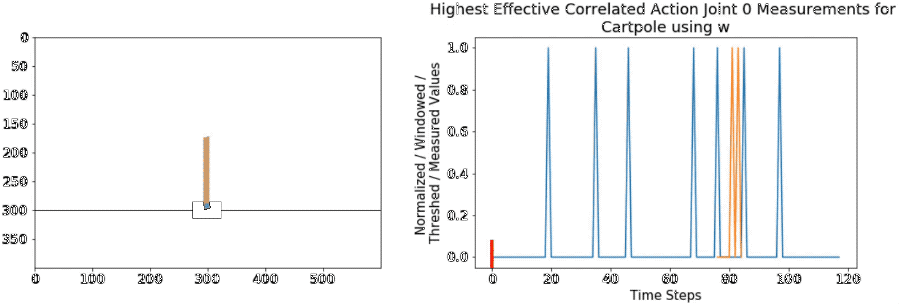 Highest Effective Correlated Action Joint 0 Measurements for
Cartpole using w
0
50
100
150
200
250
300
350
0 100 200 300 400 500
Normalized / Windowed /
Threshed / Measured Values
1.0
0.8
0.6
0.4
0.2
0.0
0 20 40 60 80 100 120
Time Steps